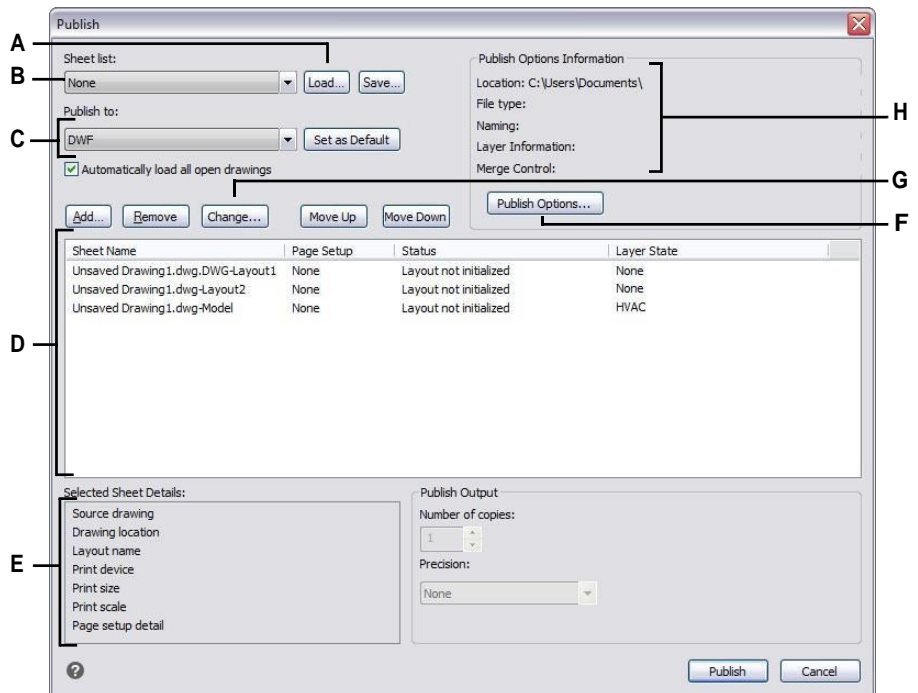 Publish
A
Sheet list:
B
None
Load...
Save...
Publish to:
C
DWF
Set as Default
Automatically load all open drawings
Publish Options Information
Location: C:\Users\Documents\
File type:
Naming:
Layer Information:
Merge Control:
H
G
Publish Options...
F
Add...
Remove
Change...
Move Up
Move Down
Sheet Name Page Setup Status Layer State
Unsaved Drawing1.dwg.DWG-Layout1 None Layout not initialized None
Unsaved Drawing1.dwg-Layout2 None Layout not initialized None
Unsaved Drawing1.dwg-Model None Layout not initialized HVAC
D
Selected Sheet Details:
Source drawing
Drawing location
Layout name
Print device
Print size
Print scale
Page setup detail
E
Publish Output
Number of copies:
1
Precision:
None
?
Publish
Cancel